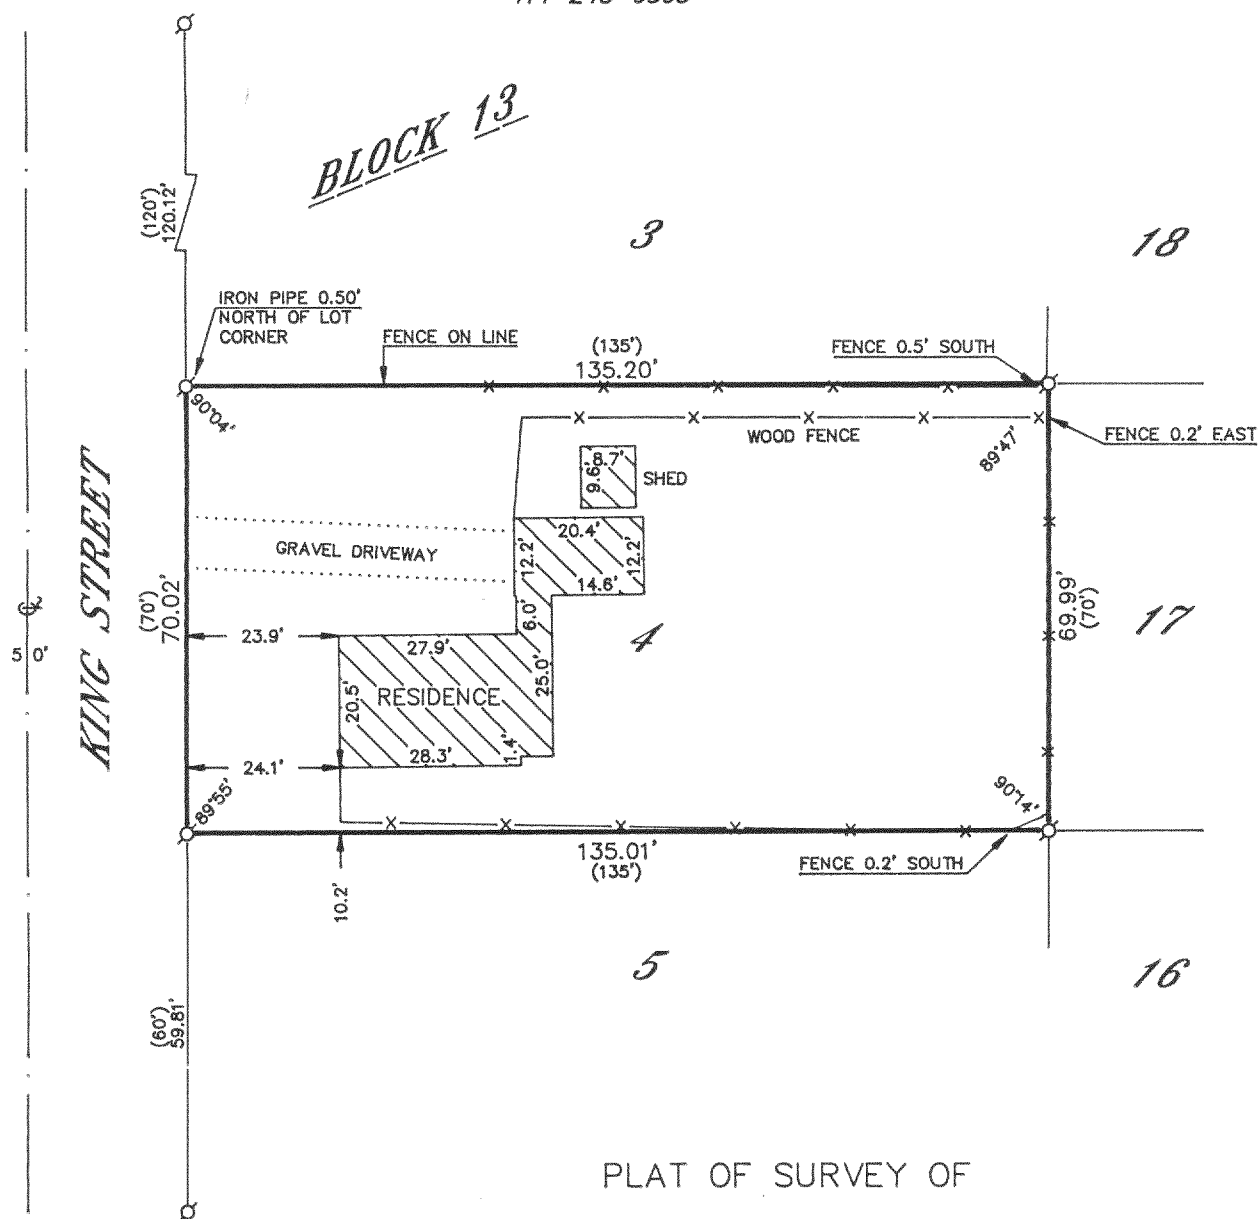 BLOCK 13
3
18
(120')
120.12'
IRON PIPE 0.50'
NORTH OF LOT
CORNER
FENCE ON LINE
(135')
135.20'
FENCE 0.5' SOUTH
90°04'
89°47'
FENCE 0.2' EAST
WOOD FENCE
9.6'
8.7'
SHED
KING STREET
GRAVEL DRIVEWAY
20.4'
12.2'
12.2'
14.6'
(70')
70.02'
6.0'
4
69.99'
(70')
17
50'
23.9'
27.9'
25.0'
20.5'
RESIDENCE
28.3'
1.4'
24.1'
89°55'
90°14'
135.01'
(135')
FENCE 0.2' SOUTH
10.2'
5
16
(60')
59.81'
PLAT OF SURVEY OF